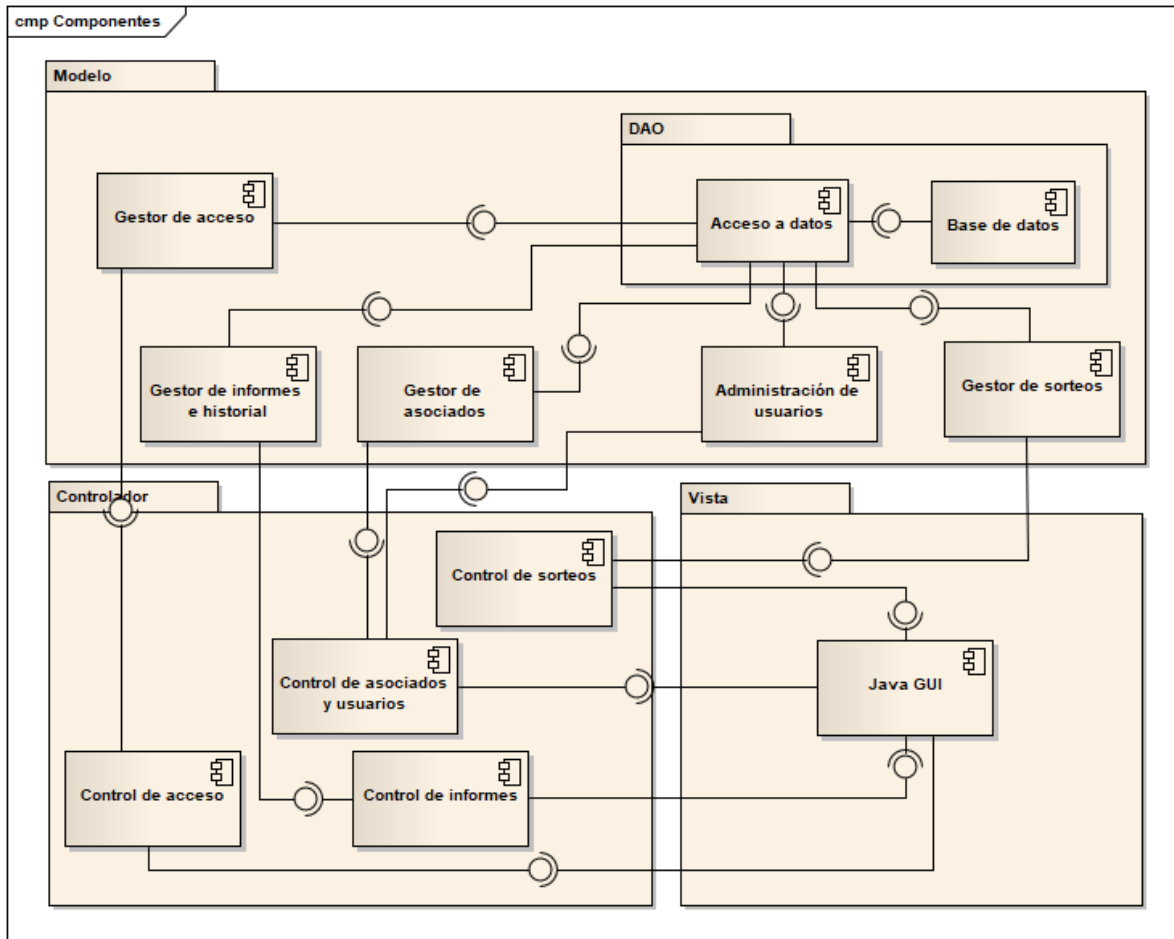 cmp Componentes
Modelo
DAO
Gestor de acceso
Acceso a datos
Base de datos
Gestor de informes
e historial
Gestor de
asociados
Administración de
usuarios
Gestor de sorteos
Controlador
Vista
Control de sorteos
Control de asociados
y usuarios
Java GUI
Control de acceso
Control de informes